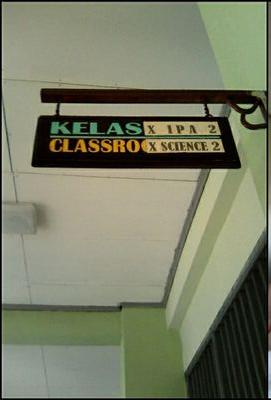 KELAS X IPA 2
CLASSRO X SCIENCE 2